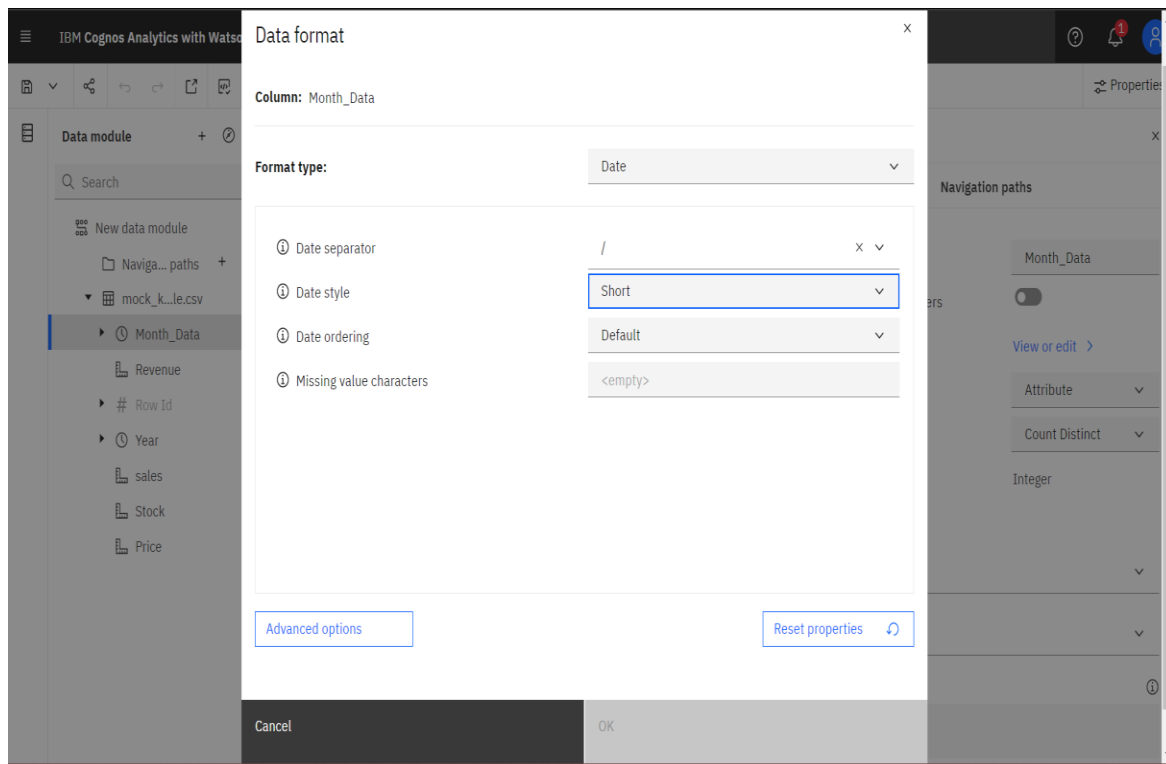 IBM Cognos Analytics with Watso
1
Data format
X
Column: Month_Data
Format type:
Date
Date separator
/
X
Date style
Short
Date ordering
Default
Missing value characters
<empty>
Advanced options
Reset properties
Cancel
OK
Data module
+
Search
New data module
Naviga... paths +
mock_k...le.csv
Month_Data
Revenue
# Row Id
Year
sales
Stock
Price
Properties
X
Navigation paths
Month_Data
ers
View or edit >
Attribute
Count Distinct
Integer